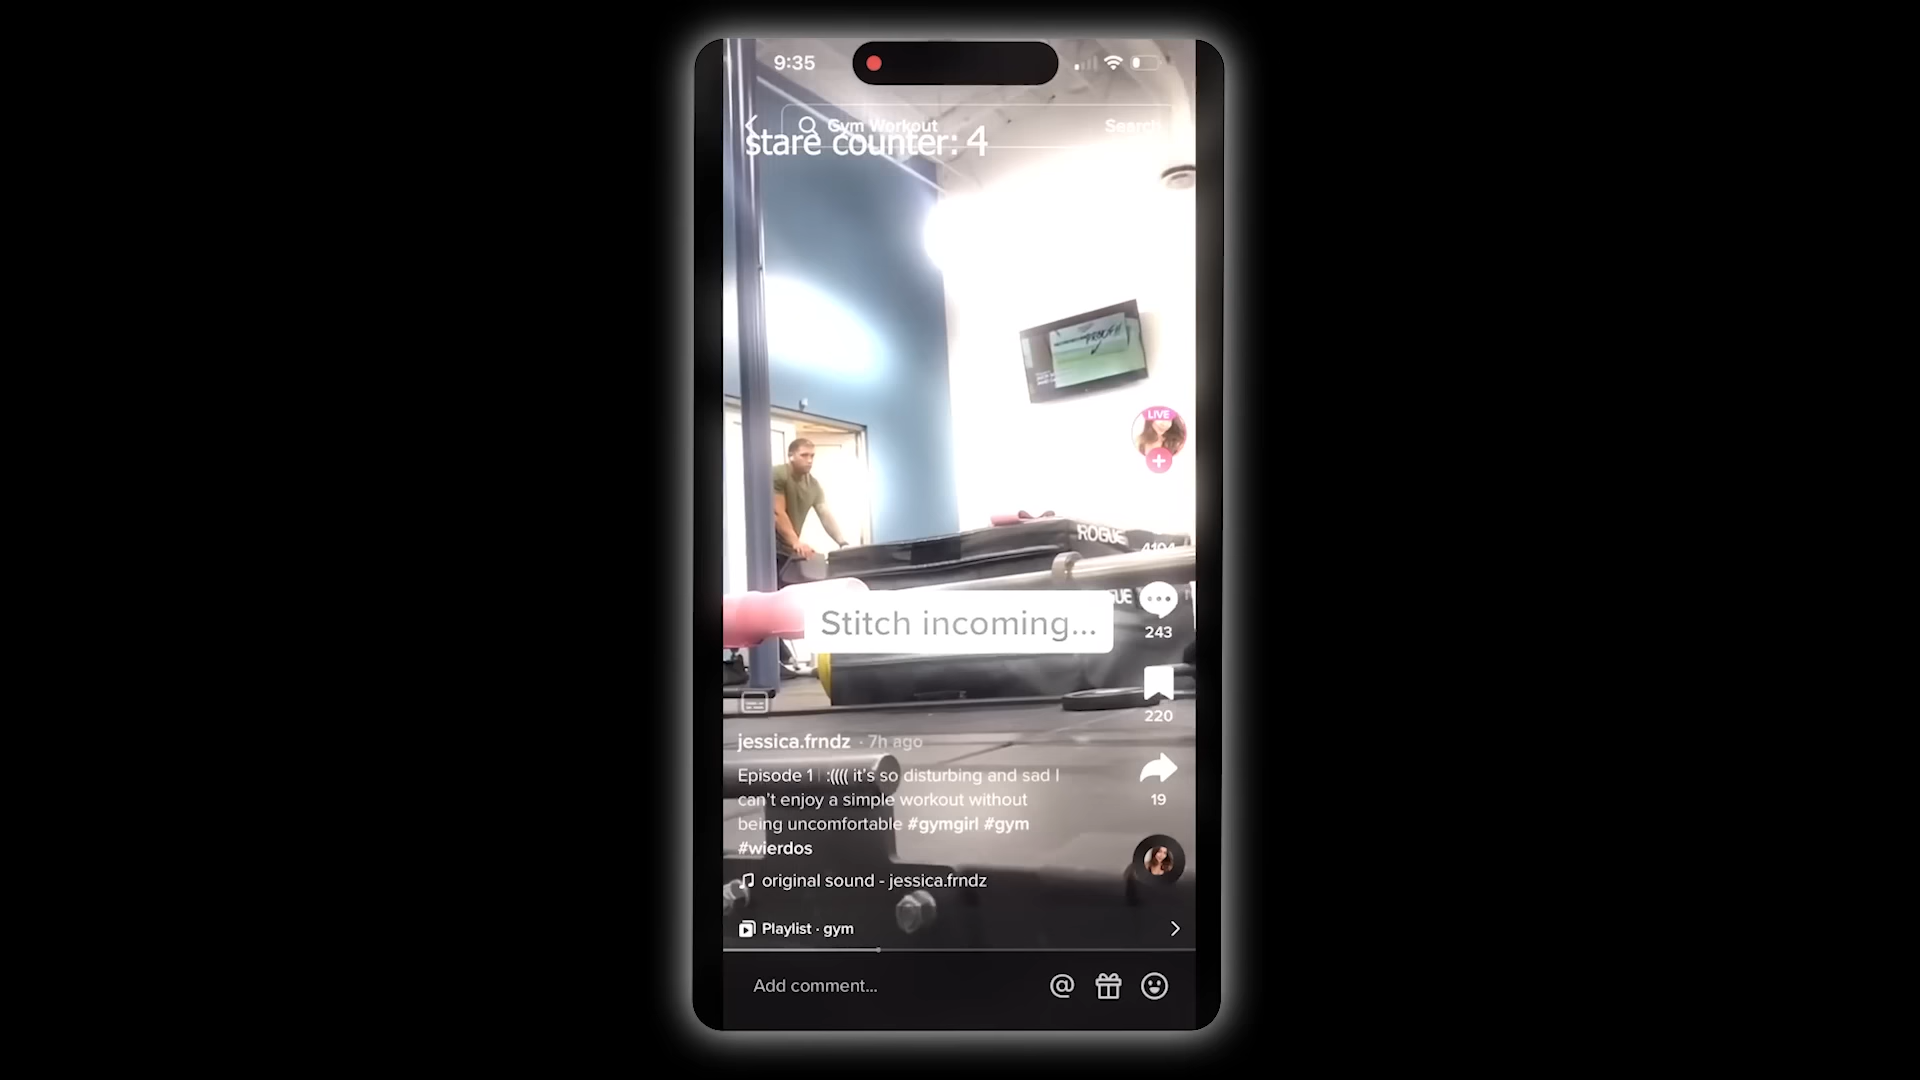 9:35
Gym Workout
Search
stare counter: 4
LIVE
ROGUE
4104
Stitch incoming...
243
220
jessica.frndz · 7h ago
Episode 1 :(((( it's so disturbing and sad I
can't enjoy a simple workout without
being uncomfortable #gymgirl #gym
#wierdos
19
original sound - jessica.frndz
Playlist · gym
Add comment...